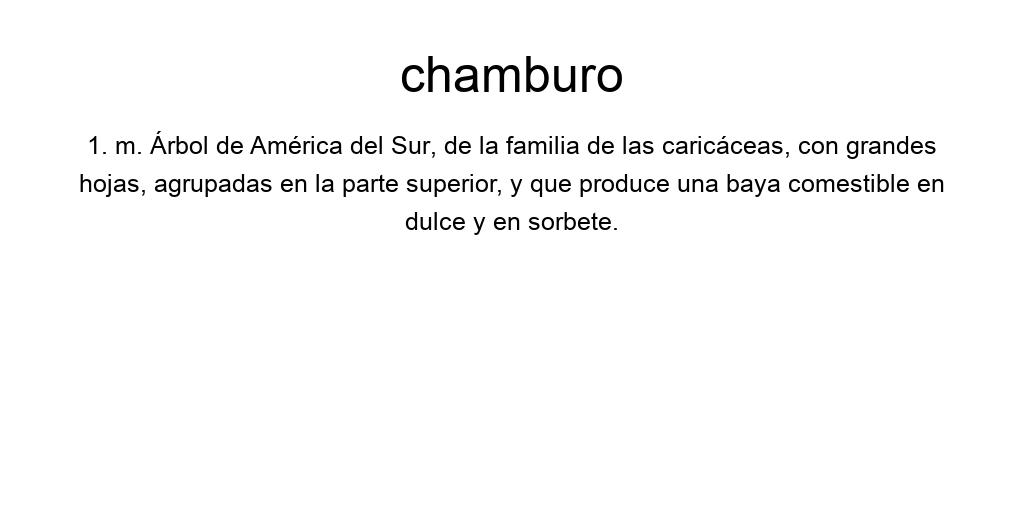 chamburo
1. m. Árbol de América del Sur, de la familia de las caricáceas, con grandes
hojas, agrupadas en la parte superior, y que produce una baya comestible en
dulce y en sorbete.